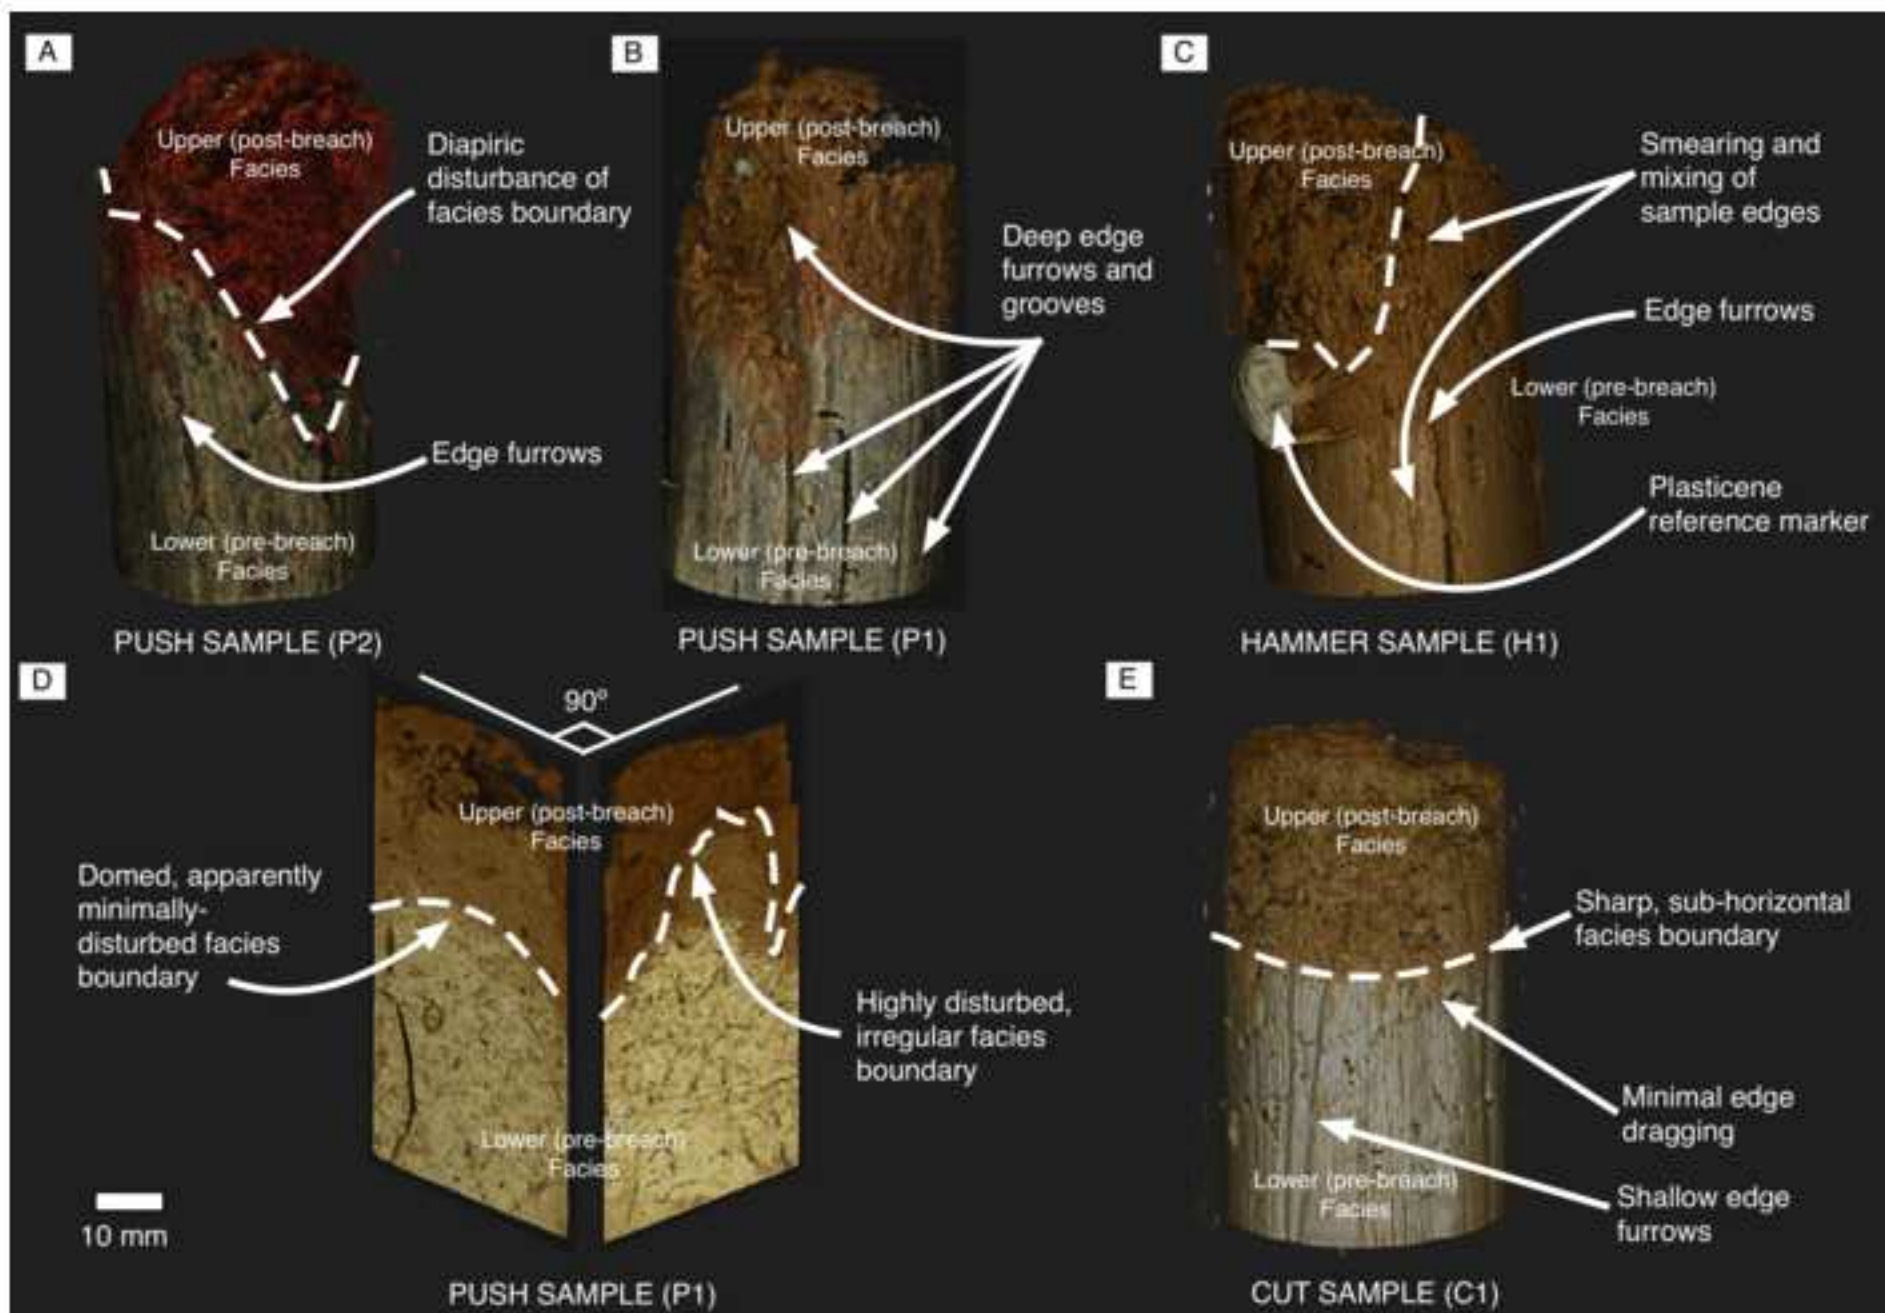 A
Upper (post-breach)
Facies
Diapiric
disturbance of
facies boundary
Edge furrows
Lower (pre-breach)
Facies
PUSH SAMPLE (P2)
B
Upper (post-breach)
Facies
Deep edge
furrows and
grooves
Lower (pre-breach)
Facies
PUSH SAMPLE (P1)
C
Upper (post-breach)
Facies
Smearing and
mixing of
sample edges
Edge furrows
Lower (pre-breach)
Facies
Plasticene
reference marker
HAMMER SAMPLE (H1)
D
90º
Upper (post-breach)
Facies
Domed, apparently
minimally-
disturbed facies
boundary
Highly disturbed,
irregular facies
boundary
Lower (pre-breach)
Facies
10 mm
PUSH SAMPLE (P1)
E
Upper (post-breach)
Facies
Sharp, sub-horizontal
facies boundary
Minimal edge
dragging
Lower (pre-breach)
Facies
Shallow edge
furrows
CUT SAMPLE (C1)